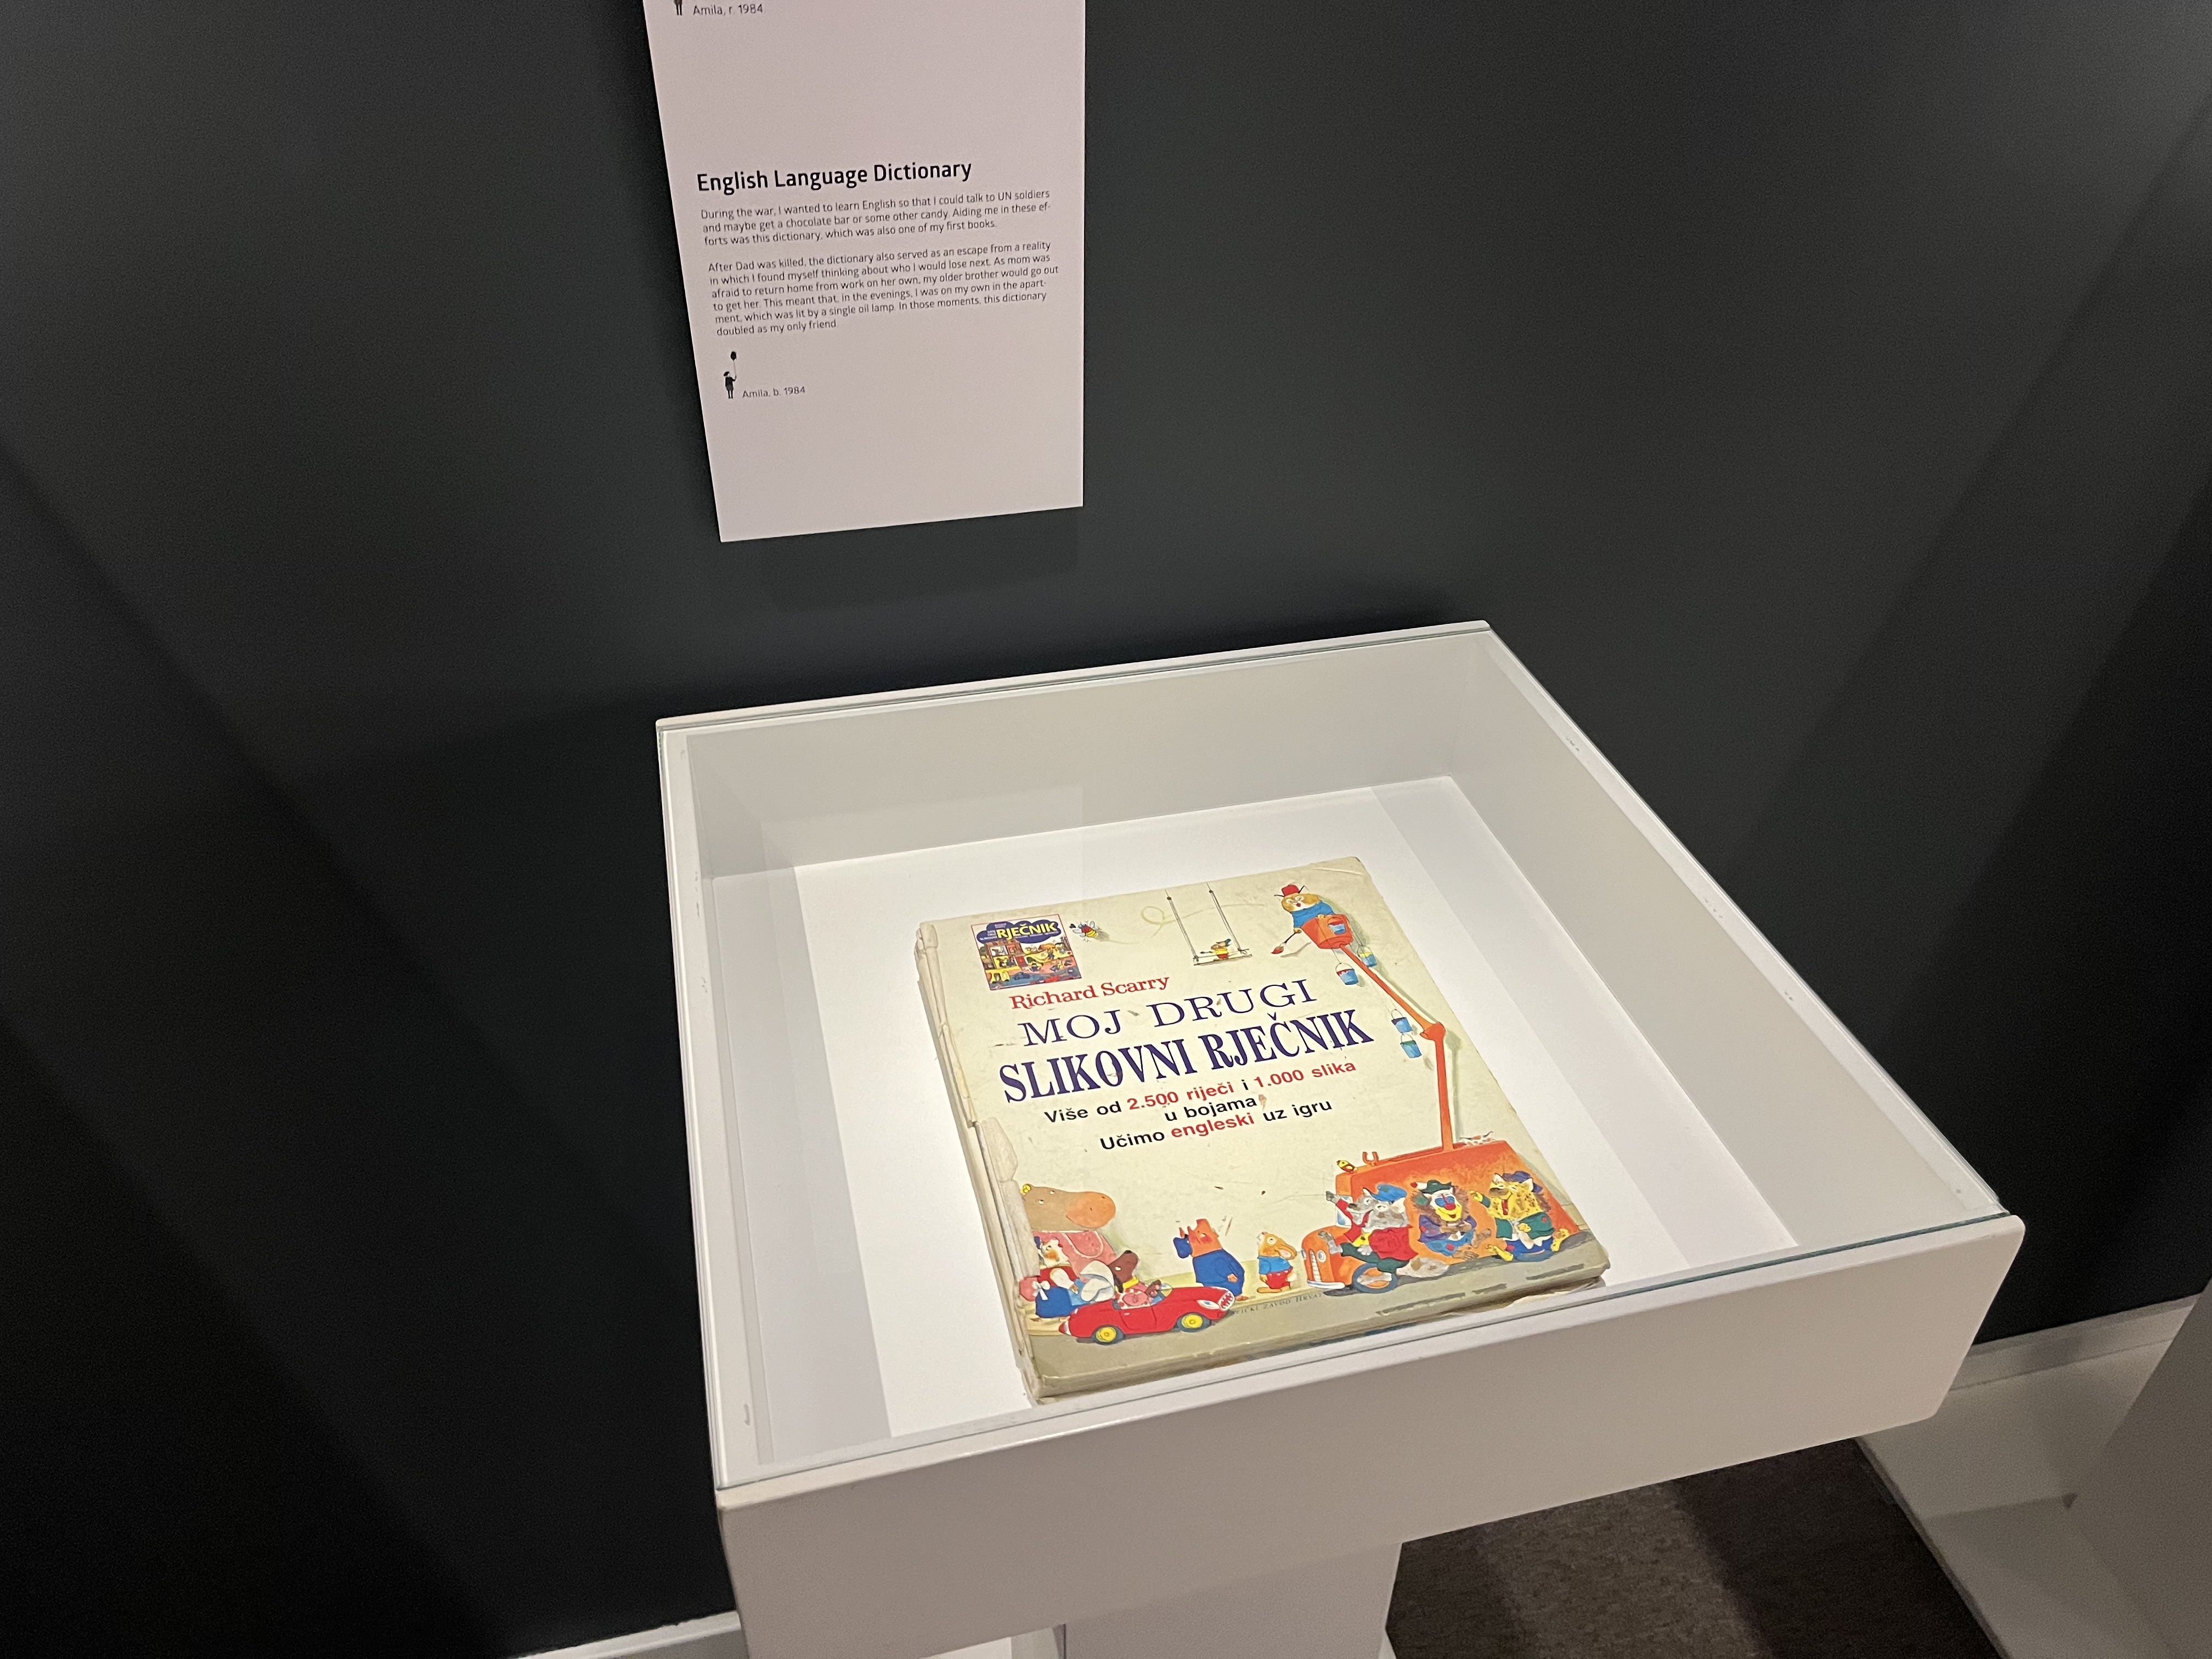 Amila, r. 1984
English Language Dictionary
During the war, I wanted to learn English so that I could talk to UN soldiers
and maybe get a chocolate bar or some other candy. Aiding me in these ef-
forts was this dictionary, which was also one of my first books.
After Dad was killed, the dictionary also served as an escape from a reality
in which I found myself thinking about who I would lose next. As mom was
afraid to return home from work on her own, my older brother would go out
to get her. This meant that, in the evenings, I was on my own in the apart-
ment, which was lit by a single oil lamp. In those moments, this dictionary
doubled as my only friend.
Amila, b. 1984
RJEČNIK
Richard Scarry
MOJ DRUGI
SLIKOVNI RJEČNIK
Više od 2.500 riječi i 1.000 slika
u bojama
Učimo engleski uz igru
ZAVOD